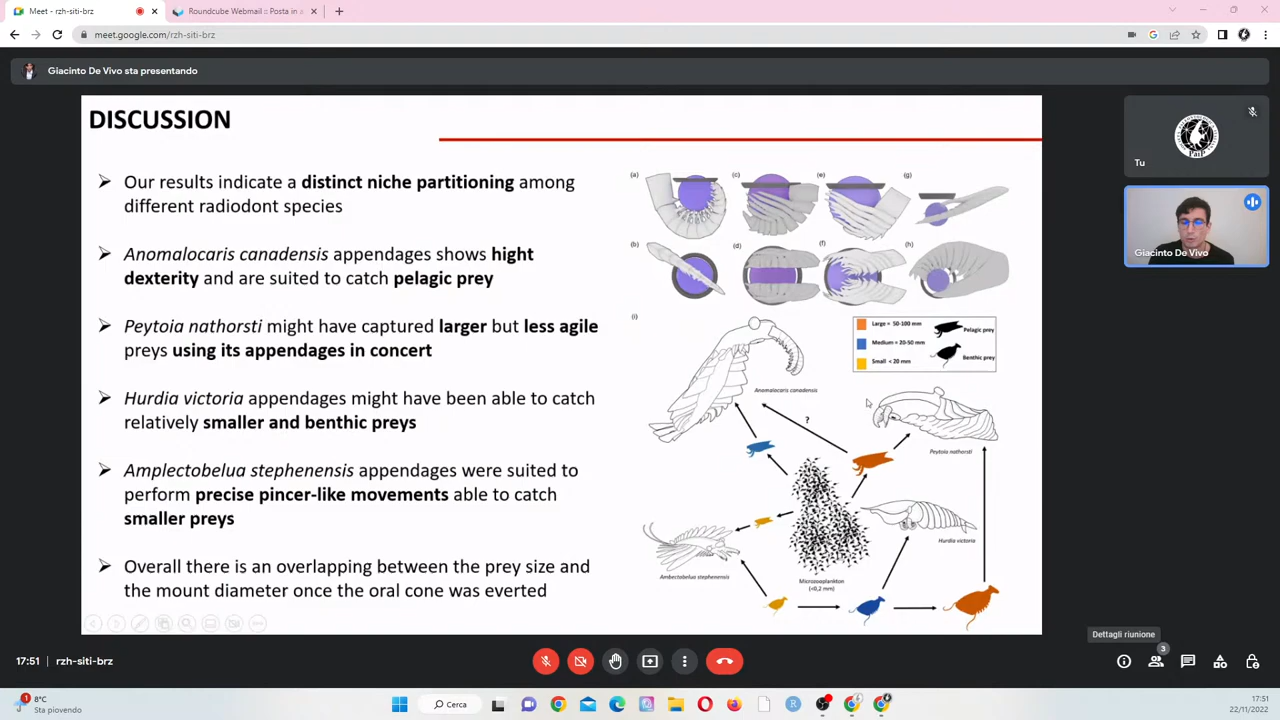 Meet - rzh-siti-brz
Roundcube Webmail :: Posta in a
meet.google.com/rzh-siti-brz
Giacinto De Vivo sta presentando
DISCUSSION
Our results indicate a distinct niche partitioning among
different radiodont species
Anomalocaris canadensis appendages shows hight
dexterity and are suited to catch pelagic prey
Peytoia nathorsti might have captured larger but less agile
preys using its appendages in concert
Hurdia victoria appendages might have been able to catch
relatively smaller and benthic preys
Amplectobelua stephenensis appendages were suited to
perform precise pincer-like movements able to catch
smaller preys
Overall there is an overlapping between the prey size and
the mount diameter once the oral cone was everted
(a)
(c)
(e)
(g)
(b)
(d)
(f)
(h)
(i)
Large = 50-100 mm
Medium = 20-50 mm
Small < 20 mm
Pelagic prey
Benthic prey
Anomalocaris canadensis
?
Peytoia nathorsti
Hurdia victoria
Ambectobelua stephenensis
Microzooplankton
(<0,2 mm)
Tu
Giacinto De Vivo
17:51 | rzh-siti-brz
Dettagli riunione
3
1
8°C
Sta piovendo
Cerca
17:51
22/11/2022